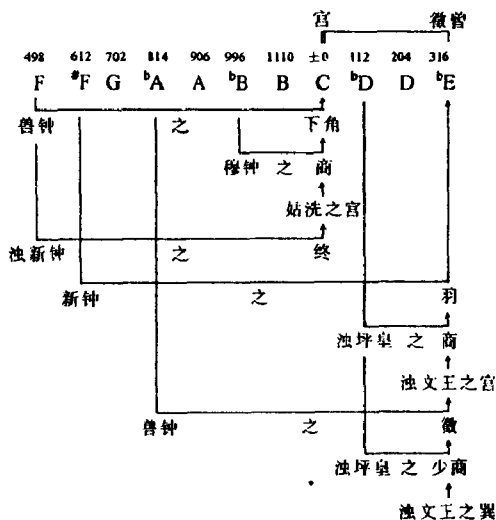 宫 徵曾
498 612 702 814 906 996 1110 ±0 112 204 316
F #F G bA A bB B C bD D bE
兽钟 之 下角
穆钟 之 商
姑洗之宫
浊新钟 之 终
新钟 之 羽
浊坪皇 之 商
浊文王之宫
兽钟 之 徵
浊坪皇 之 少商
浊文王之巽